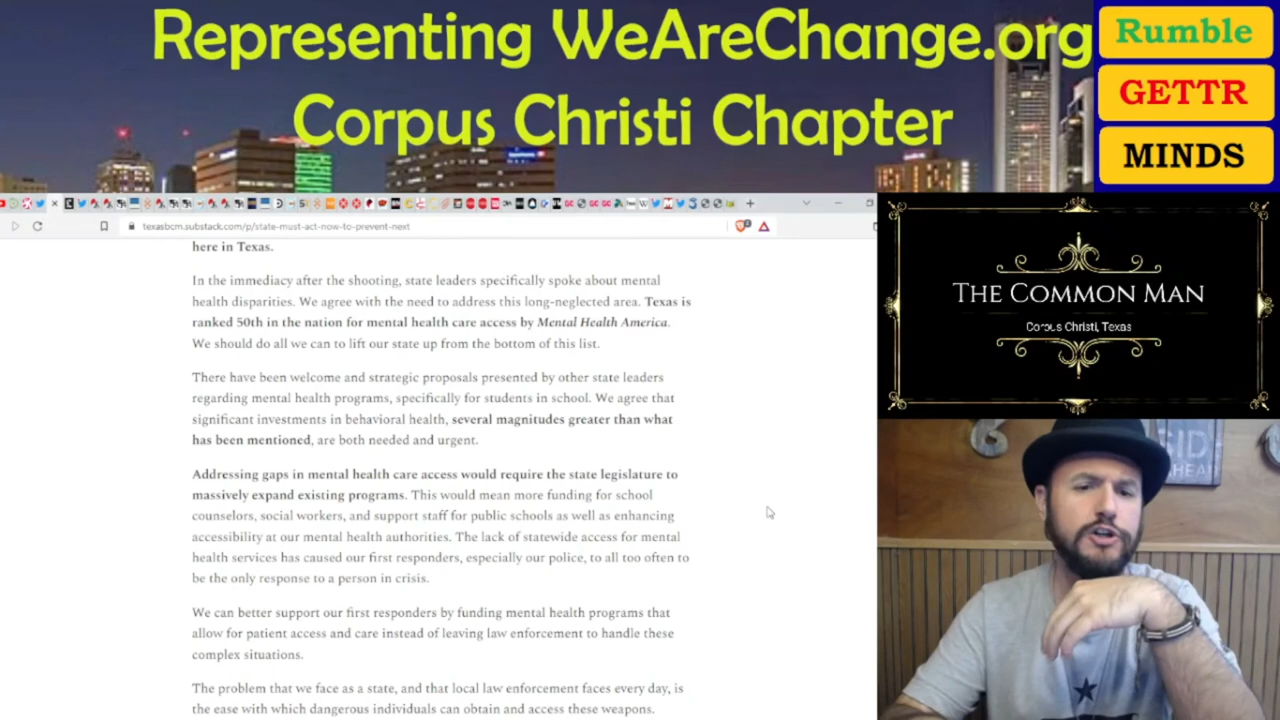 Representing WeAreChange.org
Corpus Christi Chapter
Rumble
GETTR
MINDS
texasbcm.substack.com/p/state-must-act-now-to-prevent-next
here in Texas.
In the immediacy after the shooting, state leaders specifically spoke about mental
health disparities. We agree with the need to address this long-neglected area. Texas is
ranked 50th in the nation for mental health care access by Mental Health America.
We should do all we can to lift our state up from the bottom of this list.
There have been welcome and strategic proposals presented by other state leaders
regarding mental health programs, specifically for students in school. We agree that
significant investments in behavioral health, several magnitudes greater than what
has been mentioned, are both needed and urgent.
Addressing gaps in mental health care access would require the state legislature to
massively expand existing programs. This would mean more funding for school
counselors, social workers, and support staff for public schools as well as enhancing
accessibility at our mental health authorities. The lack of statewide access for mental
health services has caused our first responders, especially our police, to all too often to
be the only response to a person in crisis.
We can better support our first responders by funding mental health programs that
allow for patient access and care instead of leaving law enforcement to handle these
complex situations.
The problem that we face as a state, and that local law enforcement faces every day, is
the ease with which dangerous individuals can obtain and access these weapons.
THE COMMON MAN
Corpus Christi, Texas